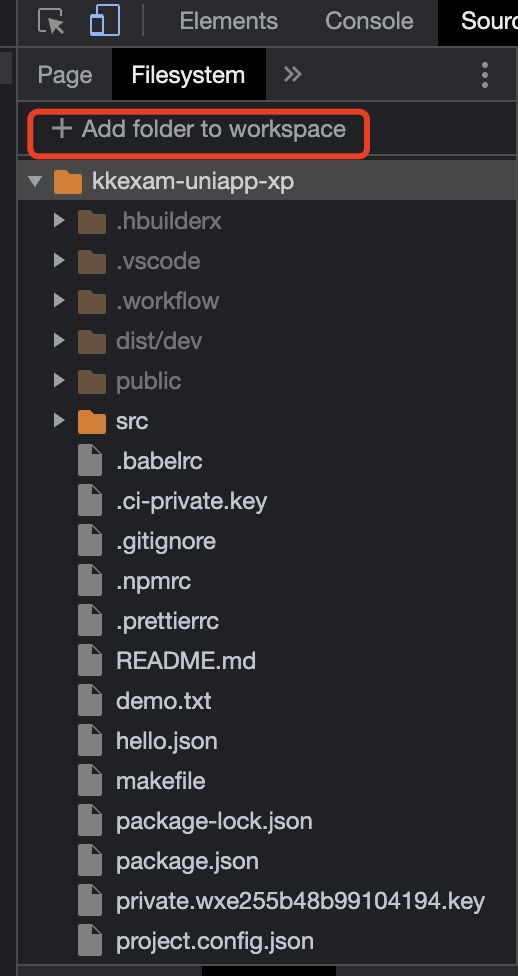 Elements Console
Page Filesystem
Add folder to workspace
kkexam-uniapp-xp
.hbuilderx
.vscode
.workflow
dist/dev
public
src
.babelrc
.ci-private.key
.gitignore
.npmrc
.prettierrc
README.md
demo.txt
hello.json
makefile
package-lock.json
package.json
private.wxe255b48b99104194.key
project.config.json